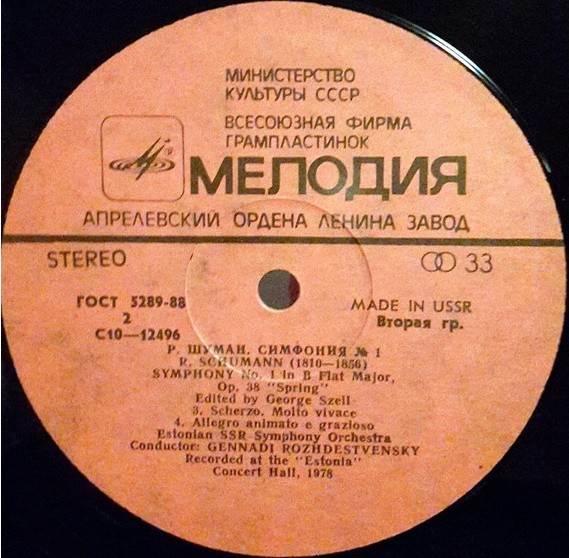 МИНИСТЕРСТВО
КУЛЬТУРЫ СССР
ВСЕСОЮЗНАЯ ФИРМА
ГРАМПЛАСТИНОК
МЕЛОДИЯ
АПРЕЛЕВСКИЙ ОРДЕНА ЛЕНИНА ЗАВОД
STEREO
33
ГОСТ 5289-88
MADE IN USSR
2
Вторая гр.
С10—12496
Р. ШУМАН. СИМФОНИЯ № 1
R. SCHUMANN (1810—1856)
SYMPHONY No. 1 in B Flat Major,
Op. 38 "Spring"
Edited by George Szell
3. Scherzo. Molto vivace
4. Allegro animato e grazioso
Estonian SSR Symphony Orchestra
Conductor: GENNADI ROZHDESTVENSKY
Recorded at the "Estonia"
Concert Hall, 1978